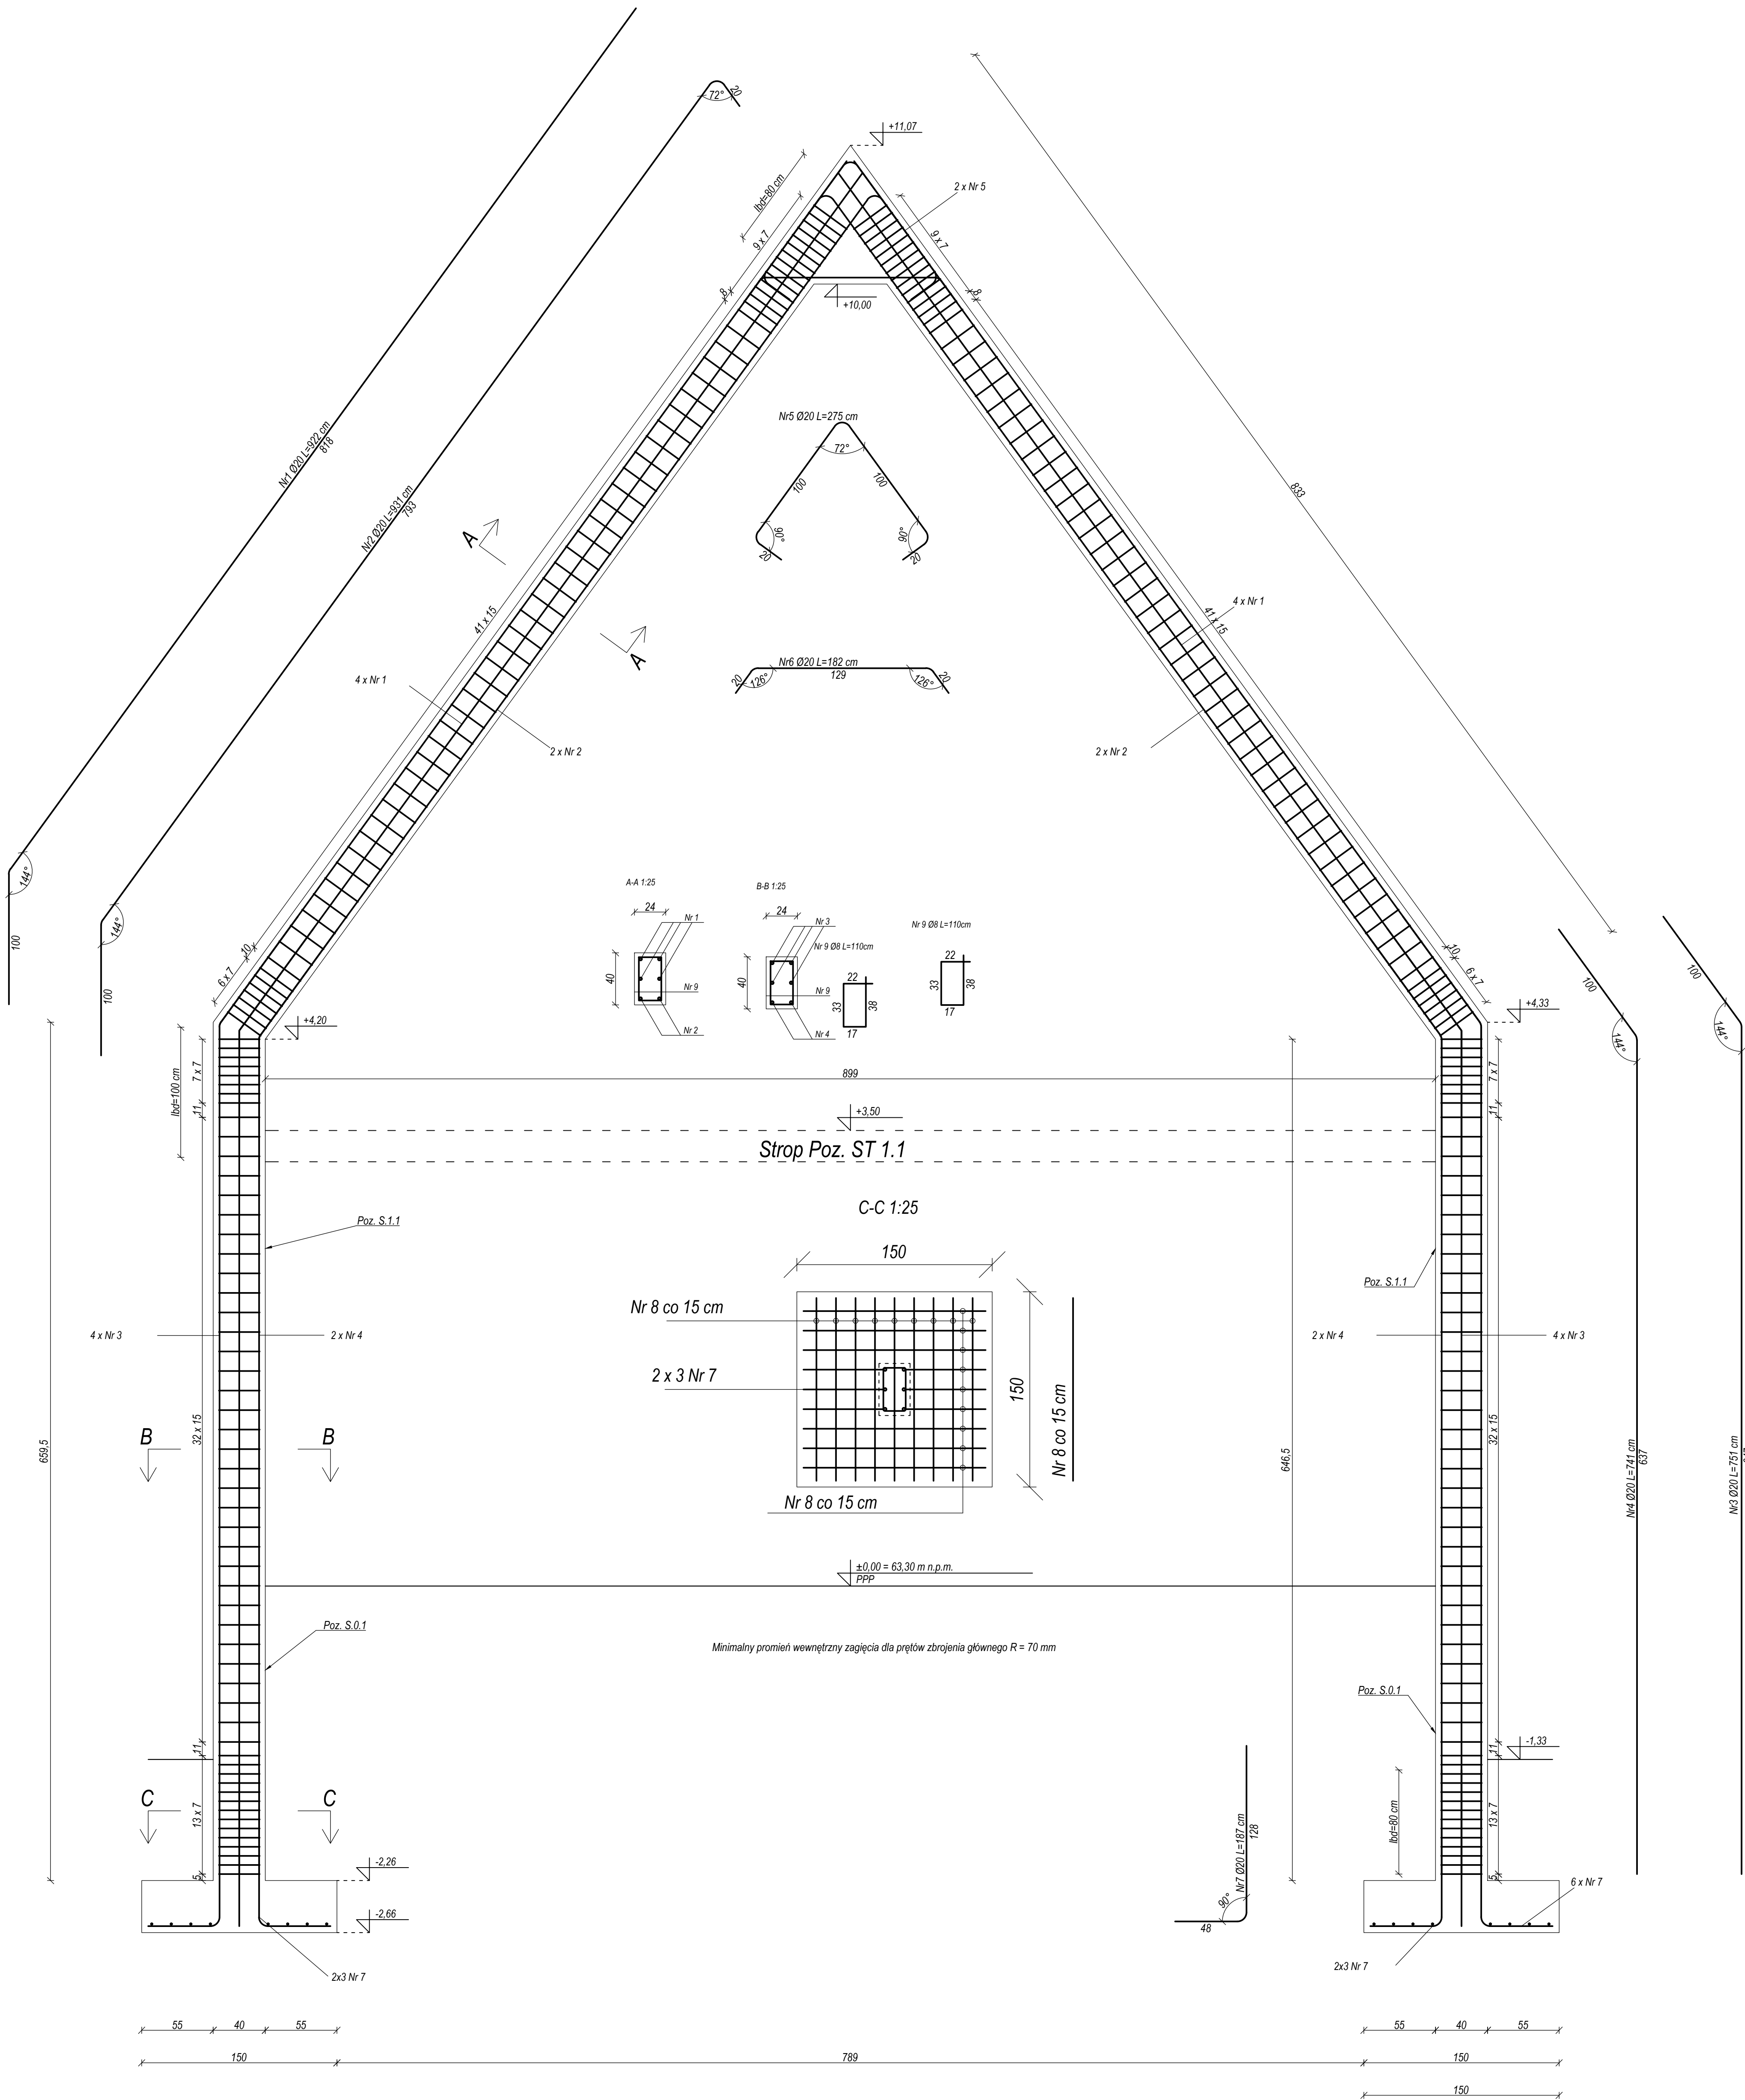 72°
20
+11,07
lbd=80 cm
9 x 7
8
2 x Nr 5
9 x 7
8
+10,00
Nr1 Ø20 L=922 cm
818
Nr2 Ø20 L=931 cm
793
Nr5 Ø20 L=275 cm
72°
100
100
90°
90°
20
20
833
A
A
41 x 15
41 x 15
4 x Nr 1
Nr6 Ø20 L=182 cm
129
20
126°
126°
20
4 x Nr 1
2 x Nr 2
2 x Nr 2
144°
100
144°
100
A-A 1:25
24
40
Nr 1
Nr 9
Nr 2
B-B 1:25
24
40
Nr 3
Nr 9
Nr 4
Nr 9 Ø8 L=110cm
22
33
38
17
Nr 9 Ø8 L=110cm
22
33
38
17
10
6 x 7
10
6 x 7
100
144°
100
144°
+4,20
+4,33
7 x 7
11
lbd=100 cm
7 x 7
11
899
+3,50
Strop Poz. ST 1.1
C-C 1:25
150
150
Nr 8 co 15 cm
2 x 3 Nr 7
Nr 8 co 15 cm
Nr 8 co 15 cm
Poz. S.1.1
Poz. S.1.1
4 x Nr 3
2 x Nr 4
2 x Nr 4
4 x Nr 3
659,5
32 x 15
B
B
646,5
32 x 15
Nr4 Ø20 L=741 cm
637
Nr3 Ø20 L=751 cm
±0,00 = 63,30 m n.p.m.
PPP
Poz. S.0.1
Minimalny promień wewnętrzny zagięcia dla prętów zbrojenia głównego R = 70 mm
Poz. S.0.1
11
11
-1,33
C
C
13 x 7
5
lbd=80 cm
13 x 7
5
Nr7 Ø20 L=187 cm
128
90°
48
-2,26
-2,66
6 x Nr 7
2x3 Nr 7
2x3 Nr 7
55
40
55
55
40
55
150
789
150
150